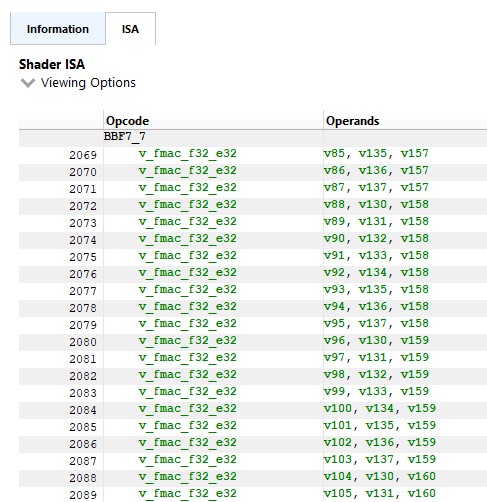 Information ISA
Shader ISA
Viewing Options
Opcode Operands
BBF7_7
2069 v_fmac_f32_e32 v85, v135, v157
2070 v_fmac_f32_e32 v86, v136, v157
2071 v_fmac_f32_e32 v87, v137, v157
2072 v_fmac_f32_e32 v88, v130, v158
2073 v_fmac_f32_e32 v89, v131, v158
2074 v_fmac_f32_e32 v90, v132, v158
2075 v_fmac_f32_e32 v91, v133, v158
2076 v_fmac_f32_e32 v92, v134, v158
2077 v_fmac_f32_e32 v93, v135, v158
2078 v_fmac_f32_e32 v94, v136, v158
2079 v_fmac_f32_e32 v95, v137, v158
2080 v_fmac_f32_e32 v96, v130, v159
2081 v_fmac_f32_e32 v97, v131, v159
2082 v_fmac_f32_e32 v98, v132, v159
2083 v_fmac_f32_e32 v99, v133, v159
2084 v_fmac_f32_e32 v100, v134, v159
2085 v_fmac_f32_e32 v101, v135, v159
2086 v_fmac_f32_e32 v102, v136, v159
2087 v_fmac_f32_e32 v103, v137, v159
2088 v_fmac_f32_e32 v104, v130, v160
2089 v_fmac_f32_e32 v105, v131, v160